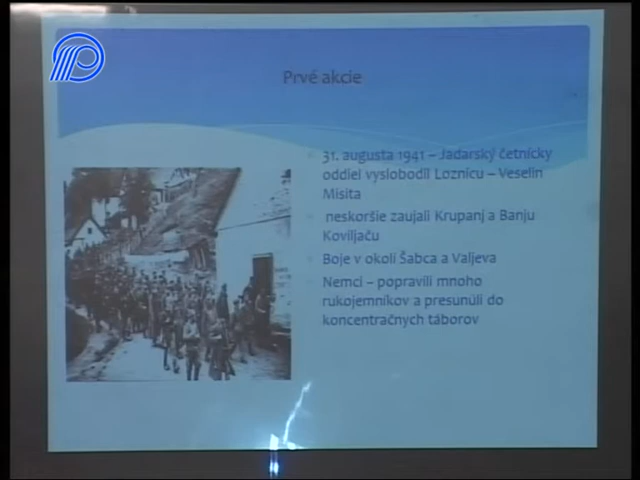 Prvé akcie
31. augusta 1941 – Jadarský četnícky
oddiel vyslobodil Loznicu – Veselin
Misita
neskoršie zaujali Krupanj a Banju
Koviljaču
Boje v okolí Šabca a Valjeva
Nemci – popravili mnoho
rukojemníkov a presunuli do
koncentračnych táborov